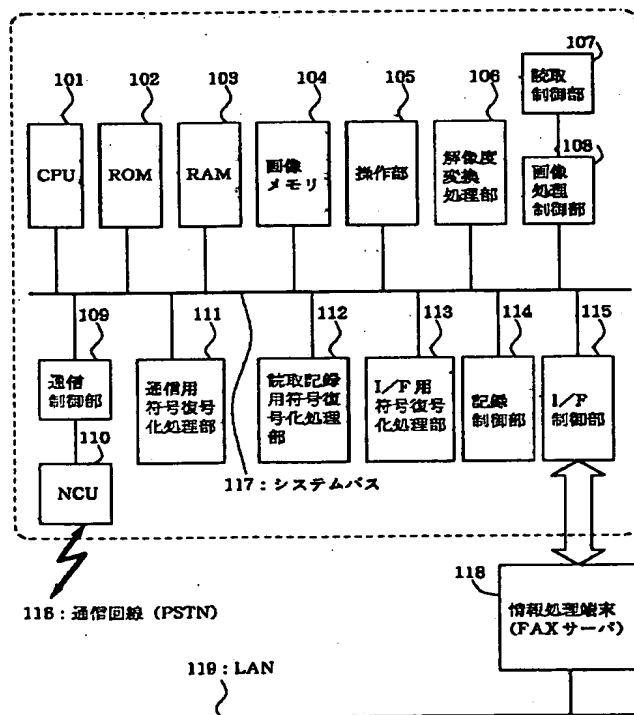 107
101
102
103
104
105
106
読取
制御部
108
CPU
ROM
RAM
画像
メモリ
操作部
解像度
変換
処理部
画像
処理
制御部
109
111
112
113
114
115
通信
制御部
通信用
符号復号
化処理部
読取記録
用符号復
号化処理
部
I/F用
符号復号
化処理部
記録
制御部
I/F
制御部
110
NCU
117：システムバス
116：通信回線（PSTN）
118
情報処理端末
(FAXサーバ)
119：LAN